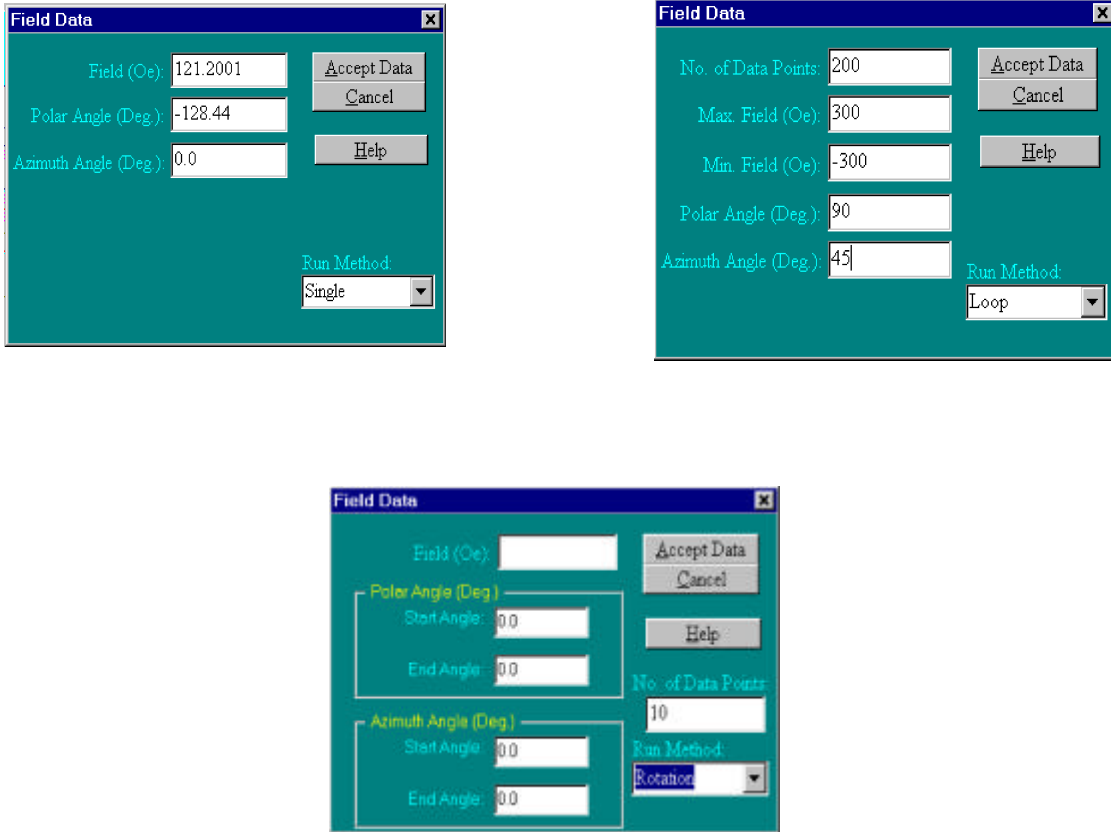 Field Data
Field (Oe): 121.2001
Polar Angle (Deg.): -128.44
Azimuth Angle (Deg.): 0.0
Accept Data
Cancel
Help
Run Method:
Single
Field Data
No. of Data Points: 200
Max. Field (Oe): 300
Min. Field (Oe): -300
Polar Angle (Deg.): 90
Azimuth Angle (Deg.): 45
Accept Data
Cancel
Help
Run Method:
Loop
Field Data
Field (Oe):
Polar Angle (Deg.)
Start Angle: 0.0
End Angle: 0.0
Azimuth Angle (Deg.)
Start Angle: 0.0
End Angle: 0.0
Accept Data
Cancel
Help
No. of Data Points:
10
Run Method:
Rotation